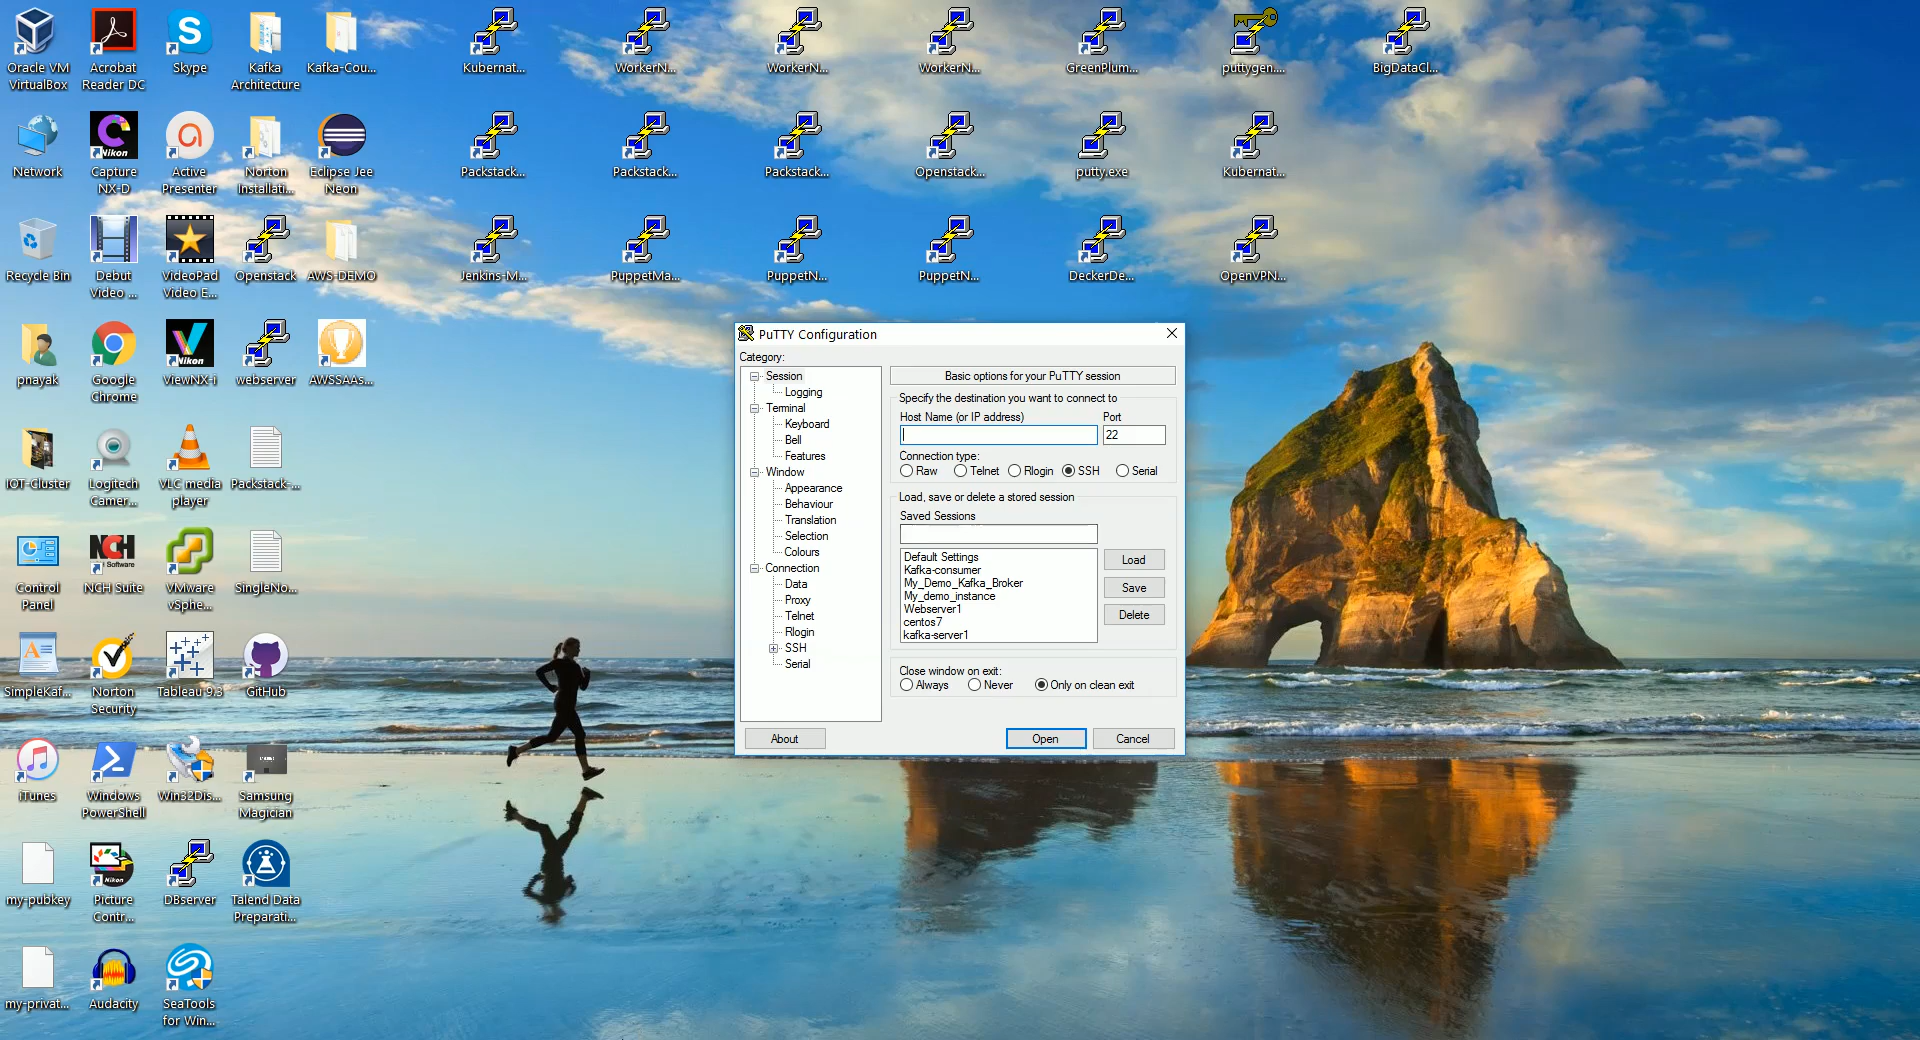 Oracle VM
VirtualBox
Acrobat
Reader DC
Skype
Kafka
Architecture
Kafka-Cou...
Kubernat...
WorkerN...
WorkerN...
WorkerN...
GreenPlum...
puttygen....
BigDataCl...
Network
Capture
NX-D
Active
Presenter
Norton
Installati...
Eclipse Jee
Neon
Packstack...
Packstack...
Packstack...
Openstack...
putty.exe
Kubernat...
Recycle Bin
Debut
Video ...
VideoPad
Video E...
Openstack
AWS-DEMO
Jenkins-M...
PuppetMa...
PuppetN...
PuppetN...
DeckerDe...
OpenVPN...
pnayak
Google
Chrome
ViewNX-i
webserver
AWSSAAs...
IOT-Cluster
Logitech
Camer...
VLC media
player
Packstack-...
Control
Panel
NCH Suite
VMware
vSphe...
SingleNo...
SimpleKaf...
Norton
Security
Tableau 9.3
GitHub
iTunes
Windows
PowerShell
Win32Dis...
Samsung
Magician
my-pubkey
Picture
Contr...
DBserver
Talend Data
Preparati...
my-privat...
Audacity
SeaTools
for Win...
Nikon
Nikon
NCH
Software
Nikon
PuTTY Configuration
Category:
Session
Logging
Terminal
Keyboard
Bell
Features
Window
Appearance
Behaviour
Translation
Selection
Colours
Connection
Data
Proxy
Telnet
Rlogin
SSH
Serial
Basic options for your PuTTY session
Specify the destination you want to connect to
Host Name (or IP address)
Port
22
Connection type:
Raw
Telnet
Rlogin
SSH
Serial
Load, save or delete a stored session
Saved Sessions
Default Settings
Kafka-consumer
My_Demo_Kafka_Broker
My_demo_instance
Webserver1
centos7
kafka-server1
Load
Save
Delete
Close window on exit:
Always
Never
Only on clean exit
About
Open
Cancel